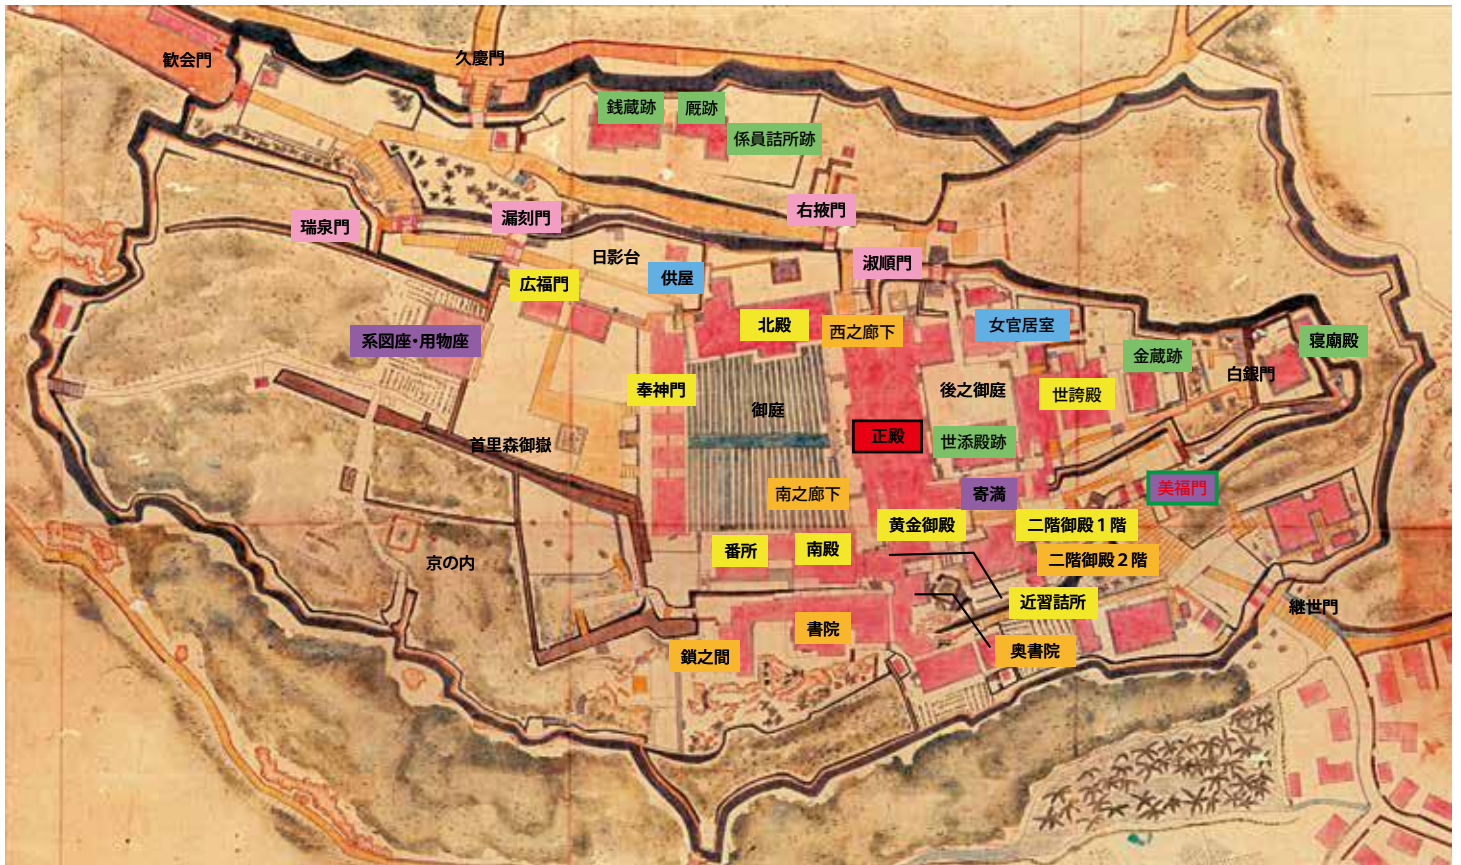 歓会門
久慶門
銭蔵跡
厩跡
係員詰所跡
瑞泉門
漏刻門
右掖門
日影台
淑順門
広福門
供屋
系図座・用物座
北殿
西之廊下
女官居室
金蔵跡
寝廟殿
白銀門
奉神門
御庭
後之御庭
世誇殿
首里森御嶽
正殿
世添殿跡
南之廊下
寄満
美福門
黄金御殿
二階御殿1階
番所
南殿
二階御殿2階
京の内
近習詰所
継世門
書院
鎖之間
奥書院